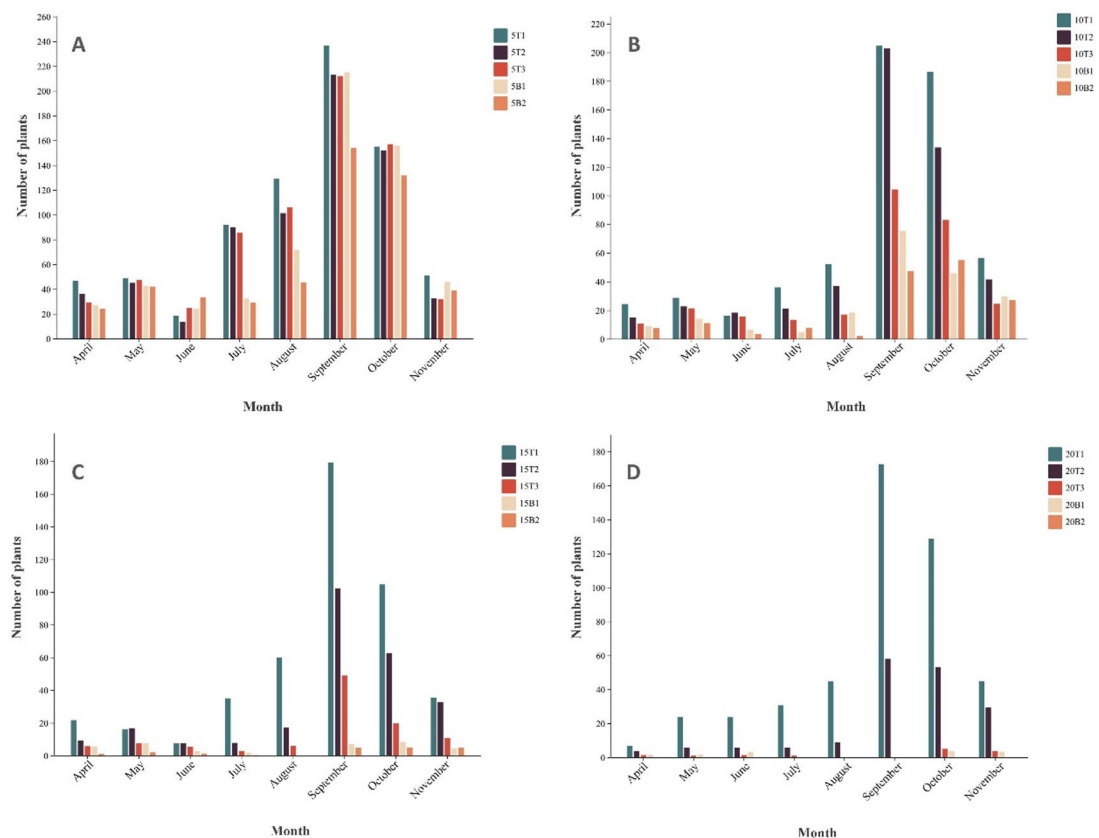 A
Number of plants
260
240
220
200
180
160
140
120
100
80
60
40
20
0
April
May
June
July
August
September
October
November
Month
5T1
5T2
5T3
5B1
5B2
B
Number of plants
220
200
180
160
140
120
100
80
60
40
20
0
April
May
June
July
August
September
October
November
Month
10T1
10T2
10T3
10B1
10B2
C
Number of plants
180
160
140
120
100
80
60
40
20
0
April
May
June
July
August
September
October
November
Month
15T1
15T2
15T3
15B1
15B2
D
Number of plants
180
160
140
120
100
80
60
40
20
0
April
May
June
July
August
September
October
November
Month
20T1
20T2
20T3
20B1
20B2